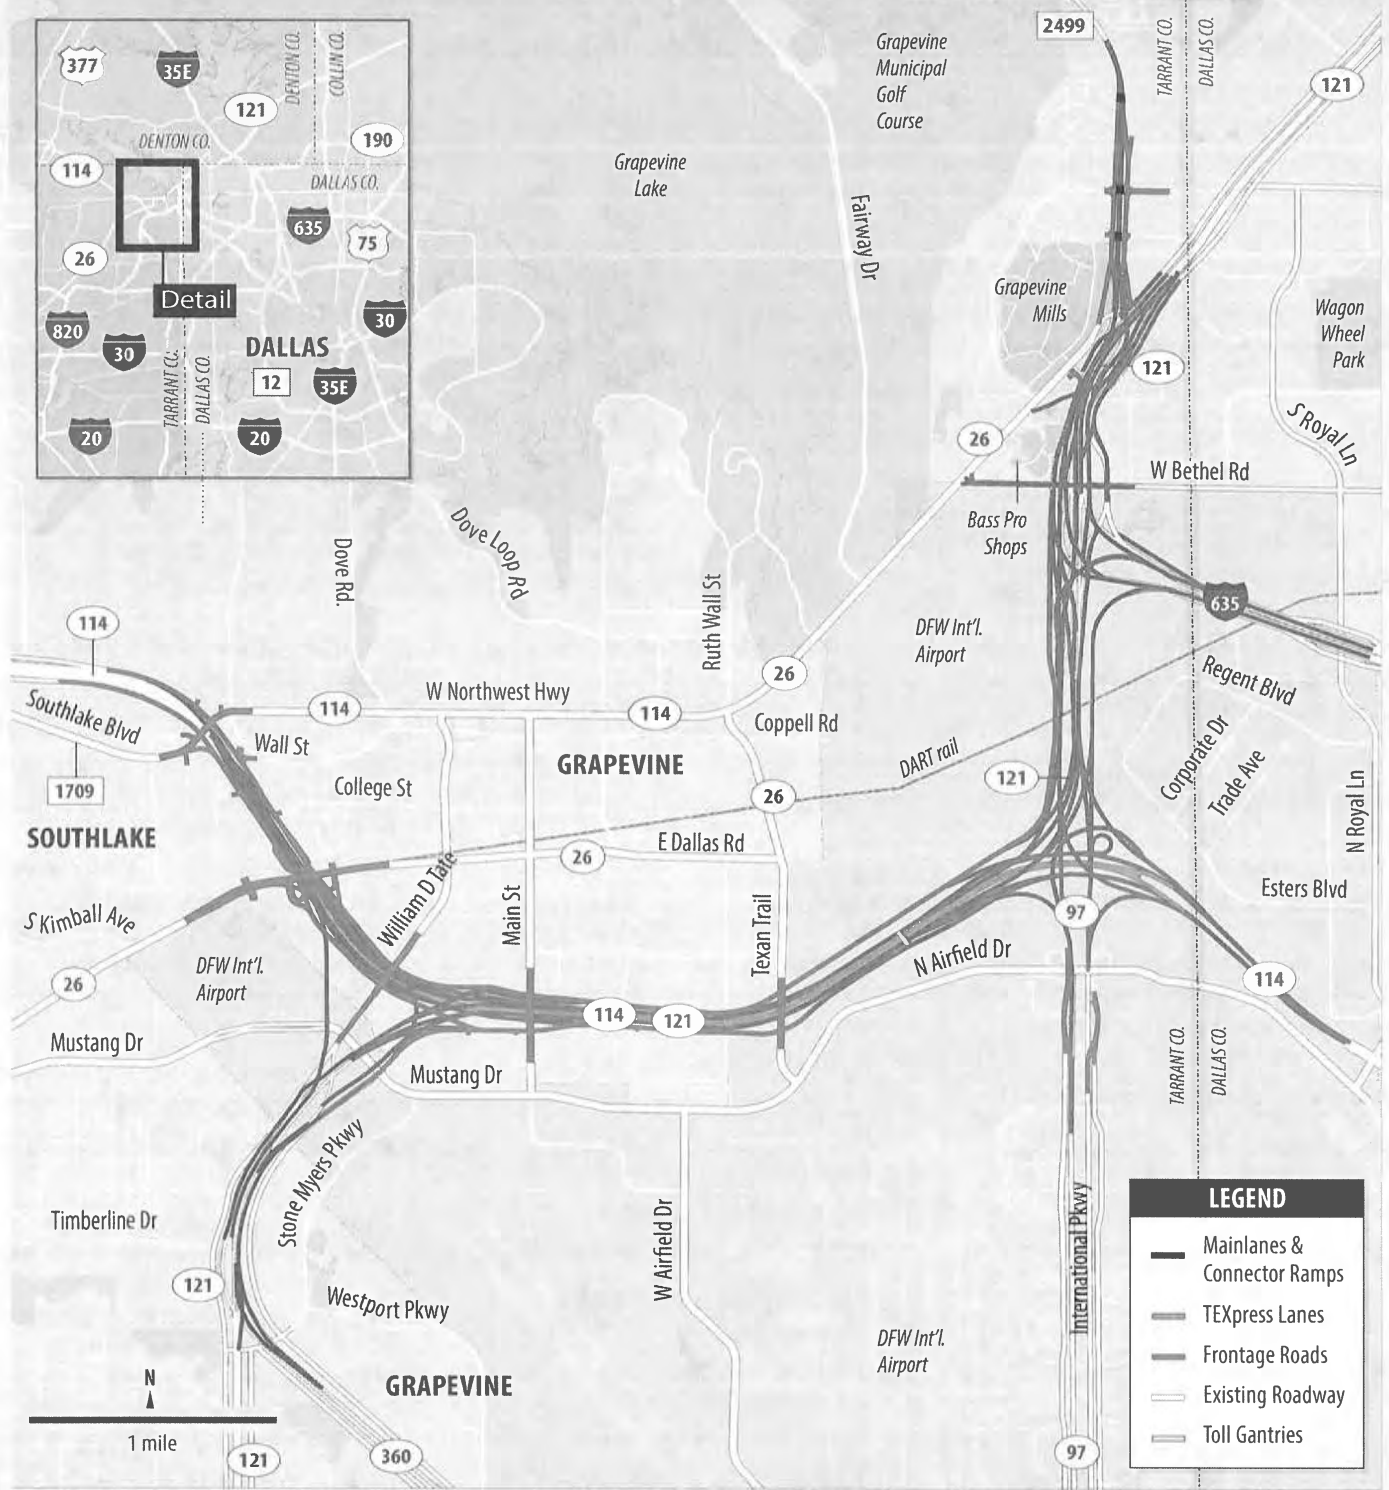 377
35E
DENTON CO.
COLLIN CO.
121
190
DENTON CO.
114
DALLAS CO.
635
75
26
Detail
820
30
30
DALLAS
TARRANT CO.
DALLAS CO.
12
35E
20
20
2499
Grapevine
Municipal
Golf
Course
TARRANT CO.
DALLAS CO.
121
Grapevine
Lake
Fairway Dr
Grapevine
Mills
Wagon
Wheel
Park
121
26
S Royal Ln
W Bethel Rd
Bass Pro
Shops
Dove Rd.
Dove Loop Rd
Ruth Wall St
635
DFW Int'l.
Airport
114
26
Regent Blvd
W Northwest Hwy
Southlake Blvd
114
114
Coppell Rd
Wall St
GRAPEVINE
DART rail
Corporate Dr
Trade Ave
1709
College St
26
121
N Royal Ln
SOUTHLAKE
E Dallas Rd
26
William D Tate
Main St
Texan Trail
Esters Blvd
S Kimball Ave
97
26
DFW Int'l.
Airport
N Airfield Dr
114
114
121
Mustang Dr
Mustang Dr
TARRANT CO.
DALLAS CO.
Stone Myers Pkwy
Timberline Dr
W Airfield Dr
International Pkwy
121
Westport Pkwy
DFW Int'l.
Airport
GRAPEVINE
N
1 mile
121
360
97
LEGEND
Mainlanes &
Connector Ramps
TEXpress Lanes
Frontage Roads
Existing Roadway
Toll Gantries